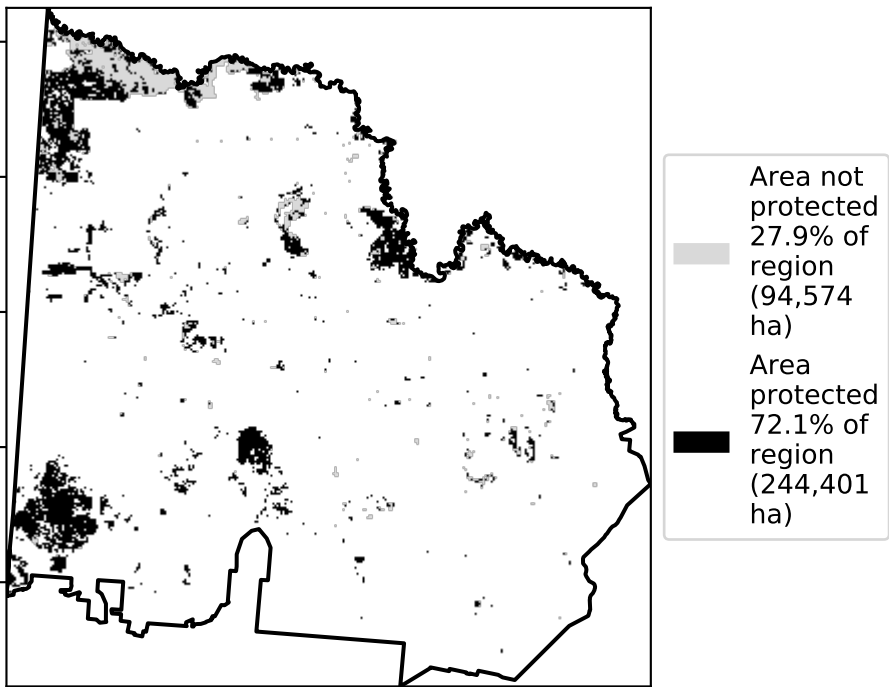 Area not
protected
27.9% of
region
(94,574
ha)
Area
protected
72.1% of
region
(244,401
ha)